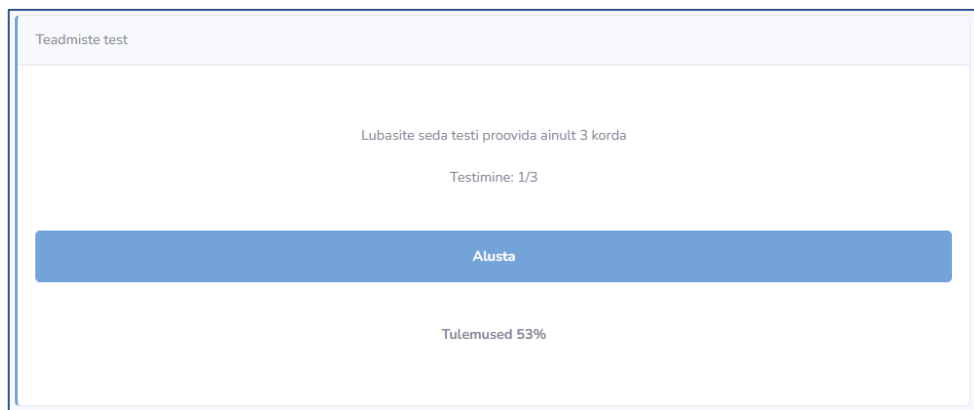 Teadmiste test
Lubasite seda testi proovida ainult 3 korda
Testimine: 1/3
Alusta
Tulemused 53%